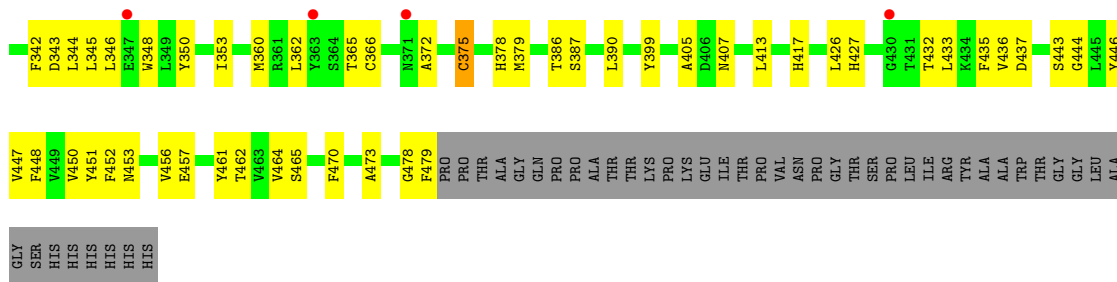 F342 D343 L344 L345 L346 E347 W348 L349 Y350 I353 M360 R361 L362 Y363 S364 T365 C366 N371 A372 C375 H378 M379 T386 S387 L390 Y399 A405 D406 N407 L413 H417 L426 H427 G430 T431 T432 L433 K434 F435 V436 D437 S443 G444 L445 Y446
V447 F448 V449 V450 Y451 F452 N453 V456 E457 Y461 T462 V463 V464 S465 F470 A473 G478 F479 PRO PRO THR ALA GLY GLN PRO PRO ALA THR THR LYS PRO LYS GLU ILE THR PRO VAL ASN PRO GLY THR SER PRO LEU ILE ARG TYR ALA ALA TRP THR GLY GLY LEU ALA
GLY SER HIS HIS HIS HIS HIS HIS